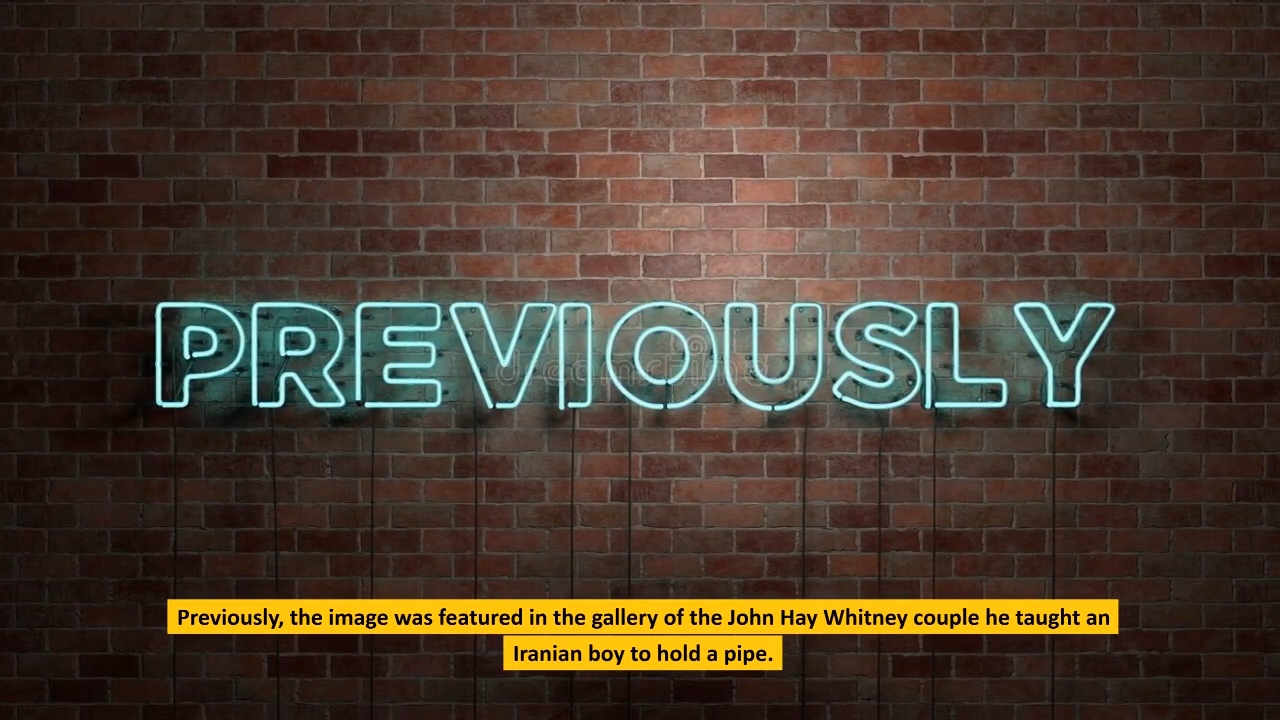 PREVIOUSLY
dreamstime
Previously, the image was featured in the gallery of the John Hay Whitney couple he taught an
Iranian boy to hold a pipe.